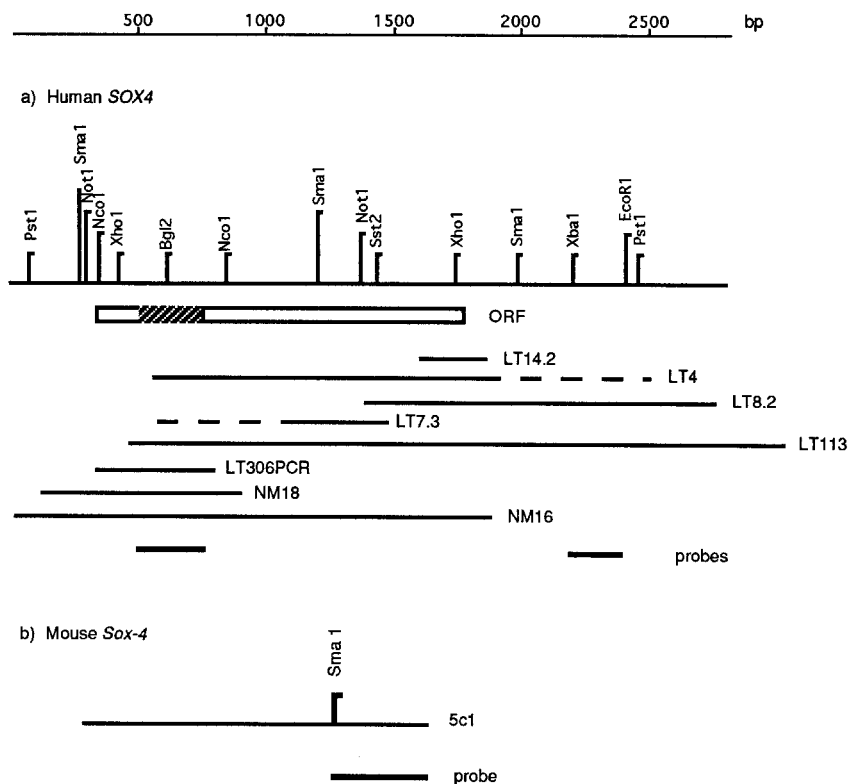 500 1000 1500 2000 2500 bp
a) Human SOX4
Pst1
Sma1
Not1
Nco1
Xho1
Bgl2
Nco1
Sma1
Not1
Sst2
Xho1
Sma1
Xba1
EcoR1
Pst1
ORF
LT14.2
LT4
LT8.2
LT7.3
LT113
LT306PCR
NM18
NM16
probes
b) Mouse Sox-4
Sma 1
5c1
probe